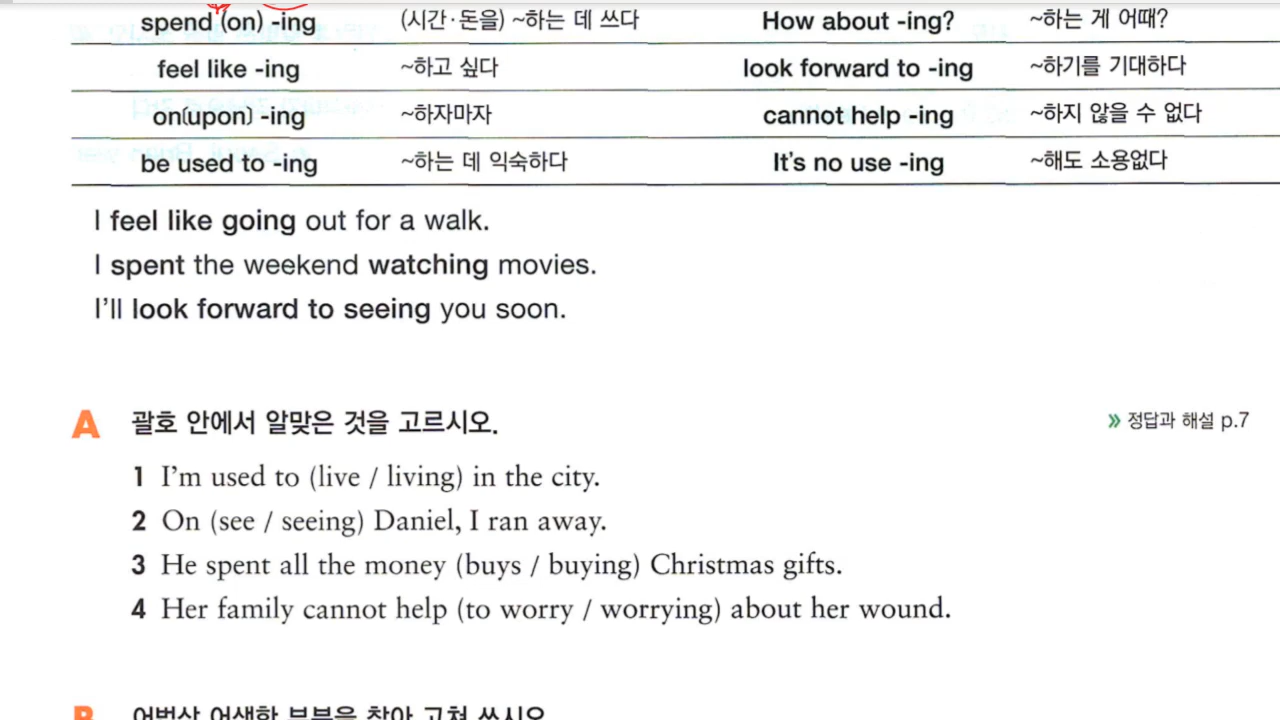 spend (on) -ing (시간·돈을) ~하는 데 쓰다 How about -ing? ~하는 게 어때?
feel like -ing ~하고 싶다 look forward to -ing ~하기를 기대하다
on(upon) -ing ~하자마자 cannot help -ing ~하지 않을 수 없다
be used to -ing ~하는 데 익숙하다 It's no use -ing ~해도 소용없다
I feel like going out for a walk.
I spent the weekend watching movies.
I'll look forward to seeing you soon.
A 괄호 안에서 알맞은 것을 고르시오. » 정답과 해설 p.7
1 I'm used to (live / living) in the city.
2 On (see / seeing) Daniel, I ran away.
3 He spent all the money (buys / buying) Christmas gifts.
4 Her family cannot help (to worry / worrying) about her wound.
B 어법상 어색한 부분을 찾아 고쳐 쓰시오.